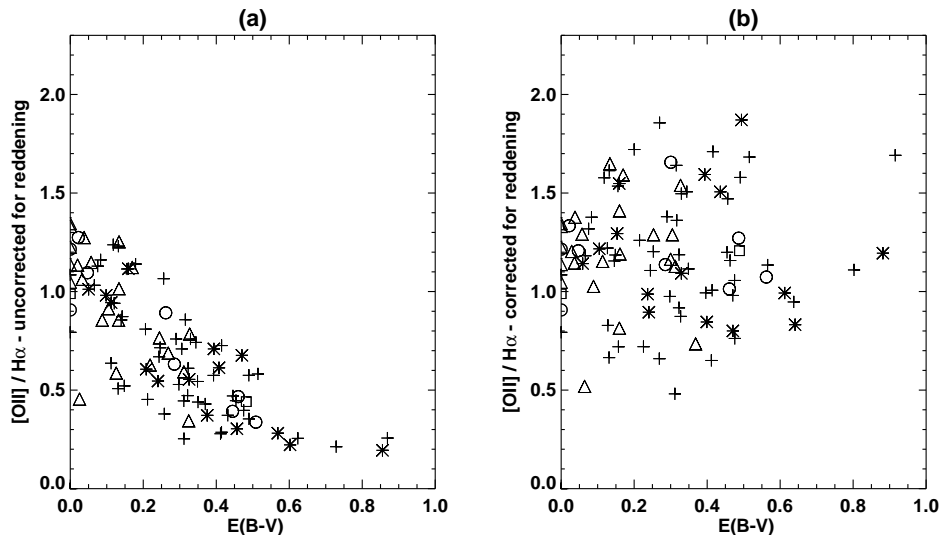 (a)
(b)
[OII] / Hα - uncorrected for reddening
2.0
1.5
1.0
0.5
0.0
0.0 0.2 0.4 0.6 0.8 1.0
E(B-V)
[OII] / Hα - corrected for reddening
2.0
1.5
1.0
0.5
0.0
0.0 0.2 0.4 0.6 0.8 1.0
E(B-V)